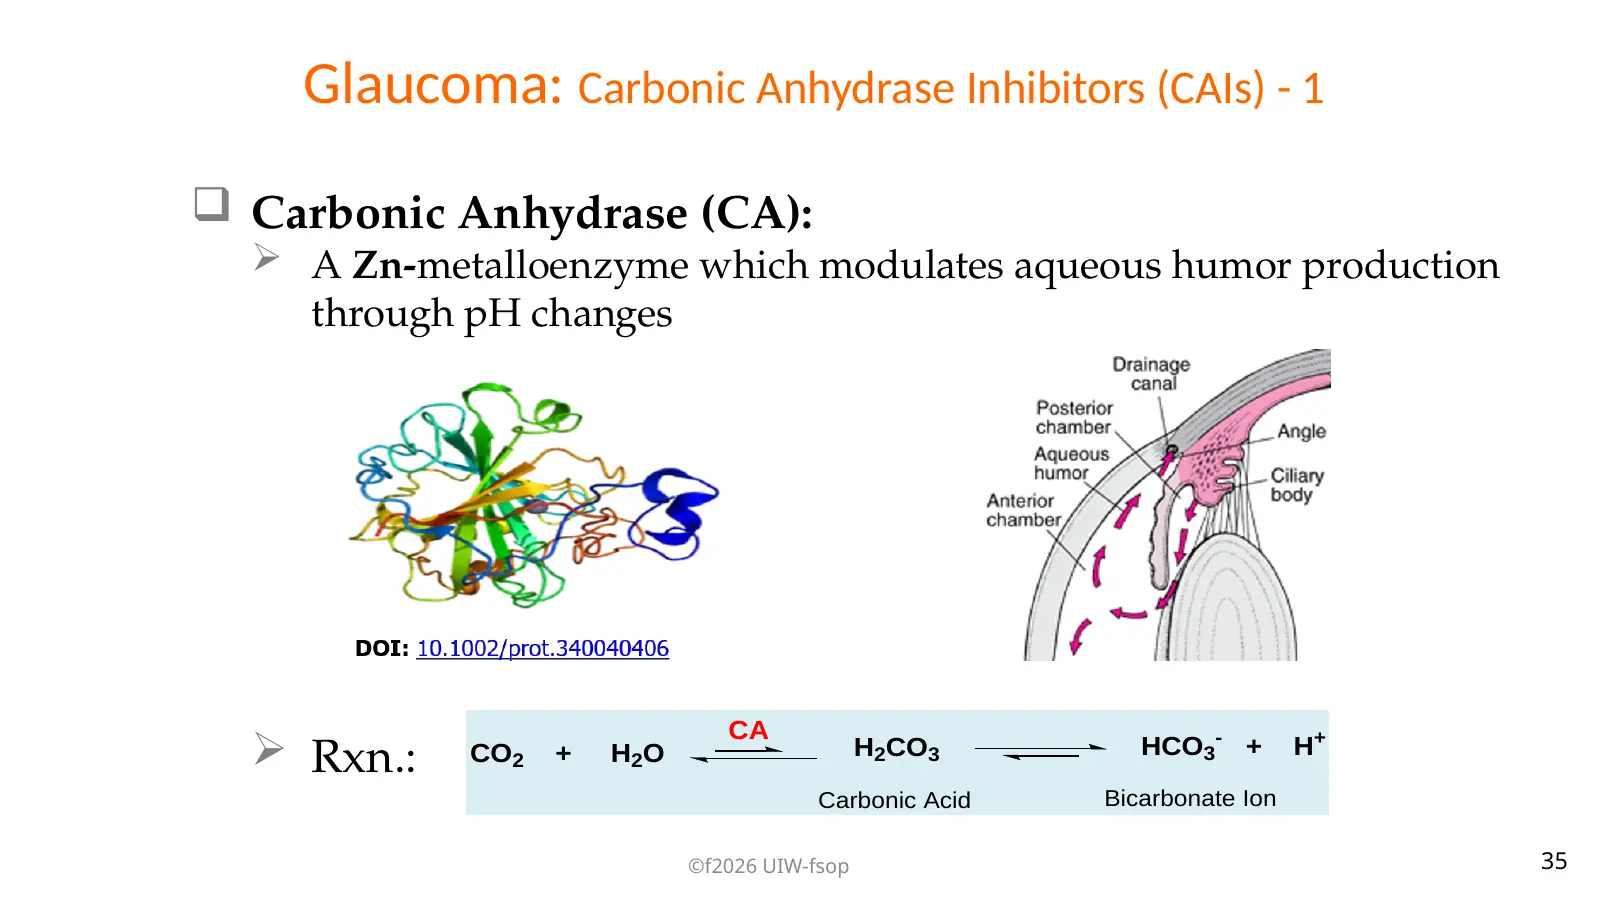 Glaucoma: Carbonic Anhydrase Inhibitors (CAIs) - 1
Carbonic Anhydrase (CA):
A Zn-metalloenzyme which modulates aqueous humor production
through pH changes
Drainage
canal
Posterior
chamber
Angle
Aqueous
humor
Ciliary
body
Anterior
chamber
DOI: 10.1002/prot.340040406
Rxn.:
CA
CO₂ + H₂O H₂CO₃ HCO₃⁻ + H⁺
Carbonic Acid Bicarbonate Ion
©f2026 UIW-fsop
35